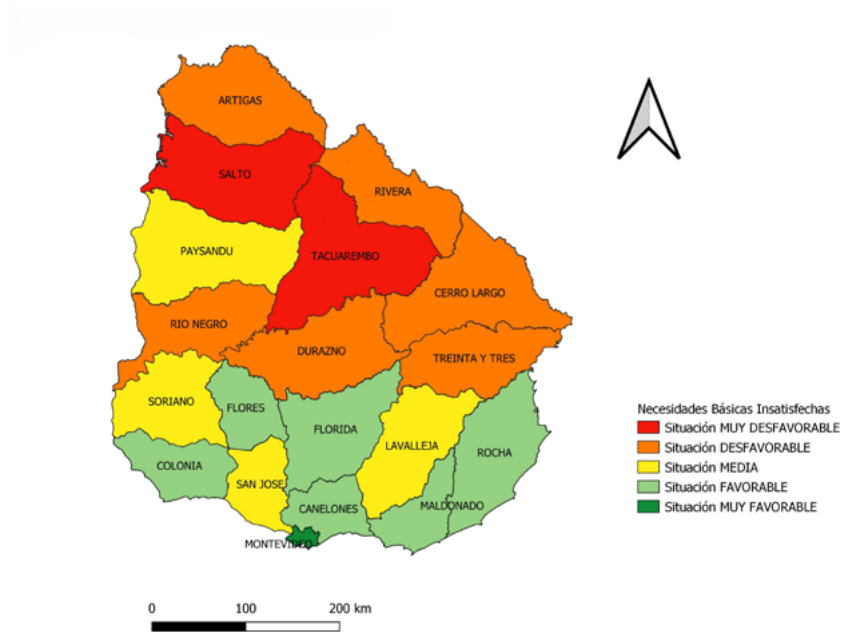 ARTIGAS
SALTO
RIVERA
PAYSANDU
TACUAREMBO
CERRO LARGO
RIO NEGRO
DURAZNO
TREINTA Y TRES
SORIANO
FLORES
FLORIDA
LAVALLEJA
ROCHA
COLONIA
SAN JOSE
CANELONES
MALDONADO
MONTEVIDEO
Necesidades Básicas Insatisfechas
Situación MUY DESFAVORABLE
Situación DESFAVORABLE
Situación MEDIA
Situación FAVORABLE
Situación MUY FAVORABLE
0 100 200 km